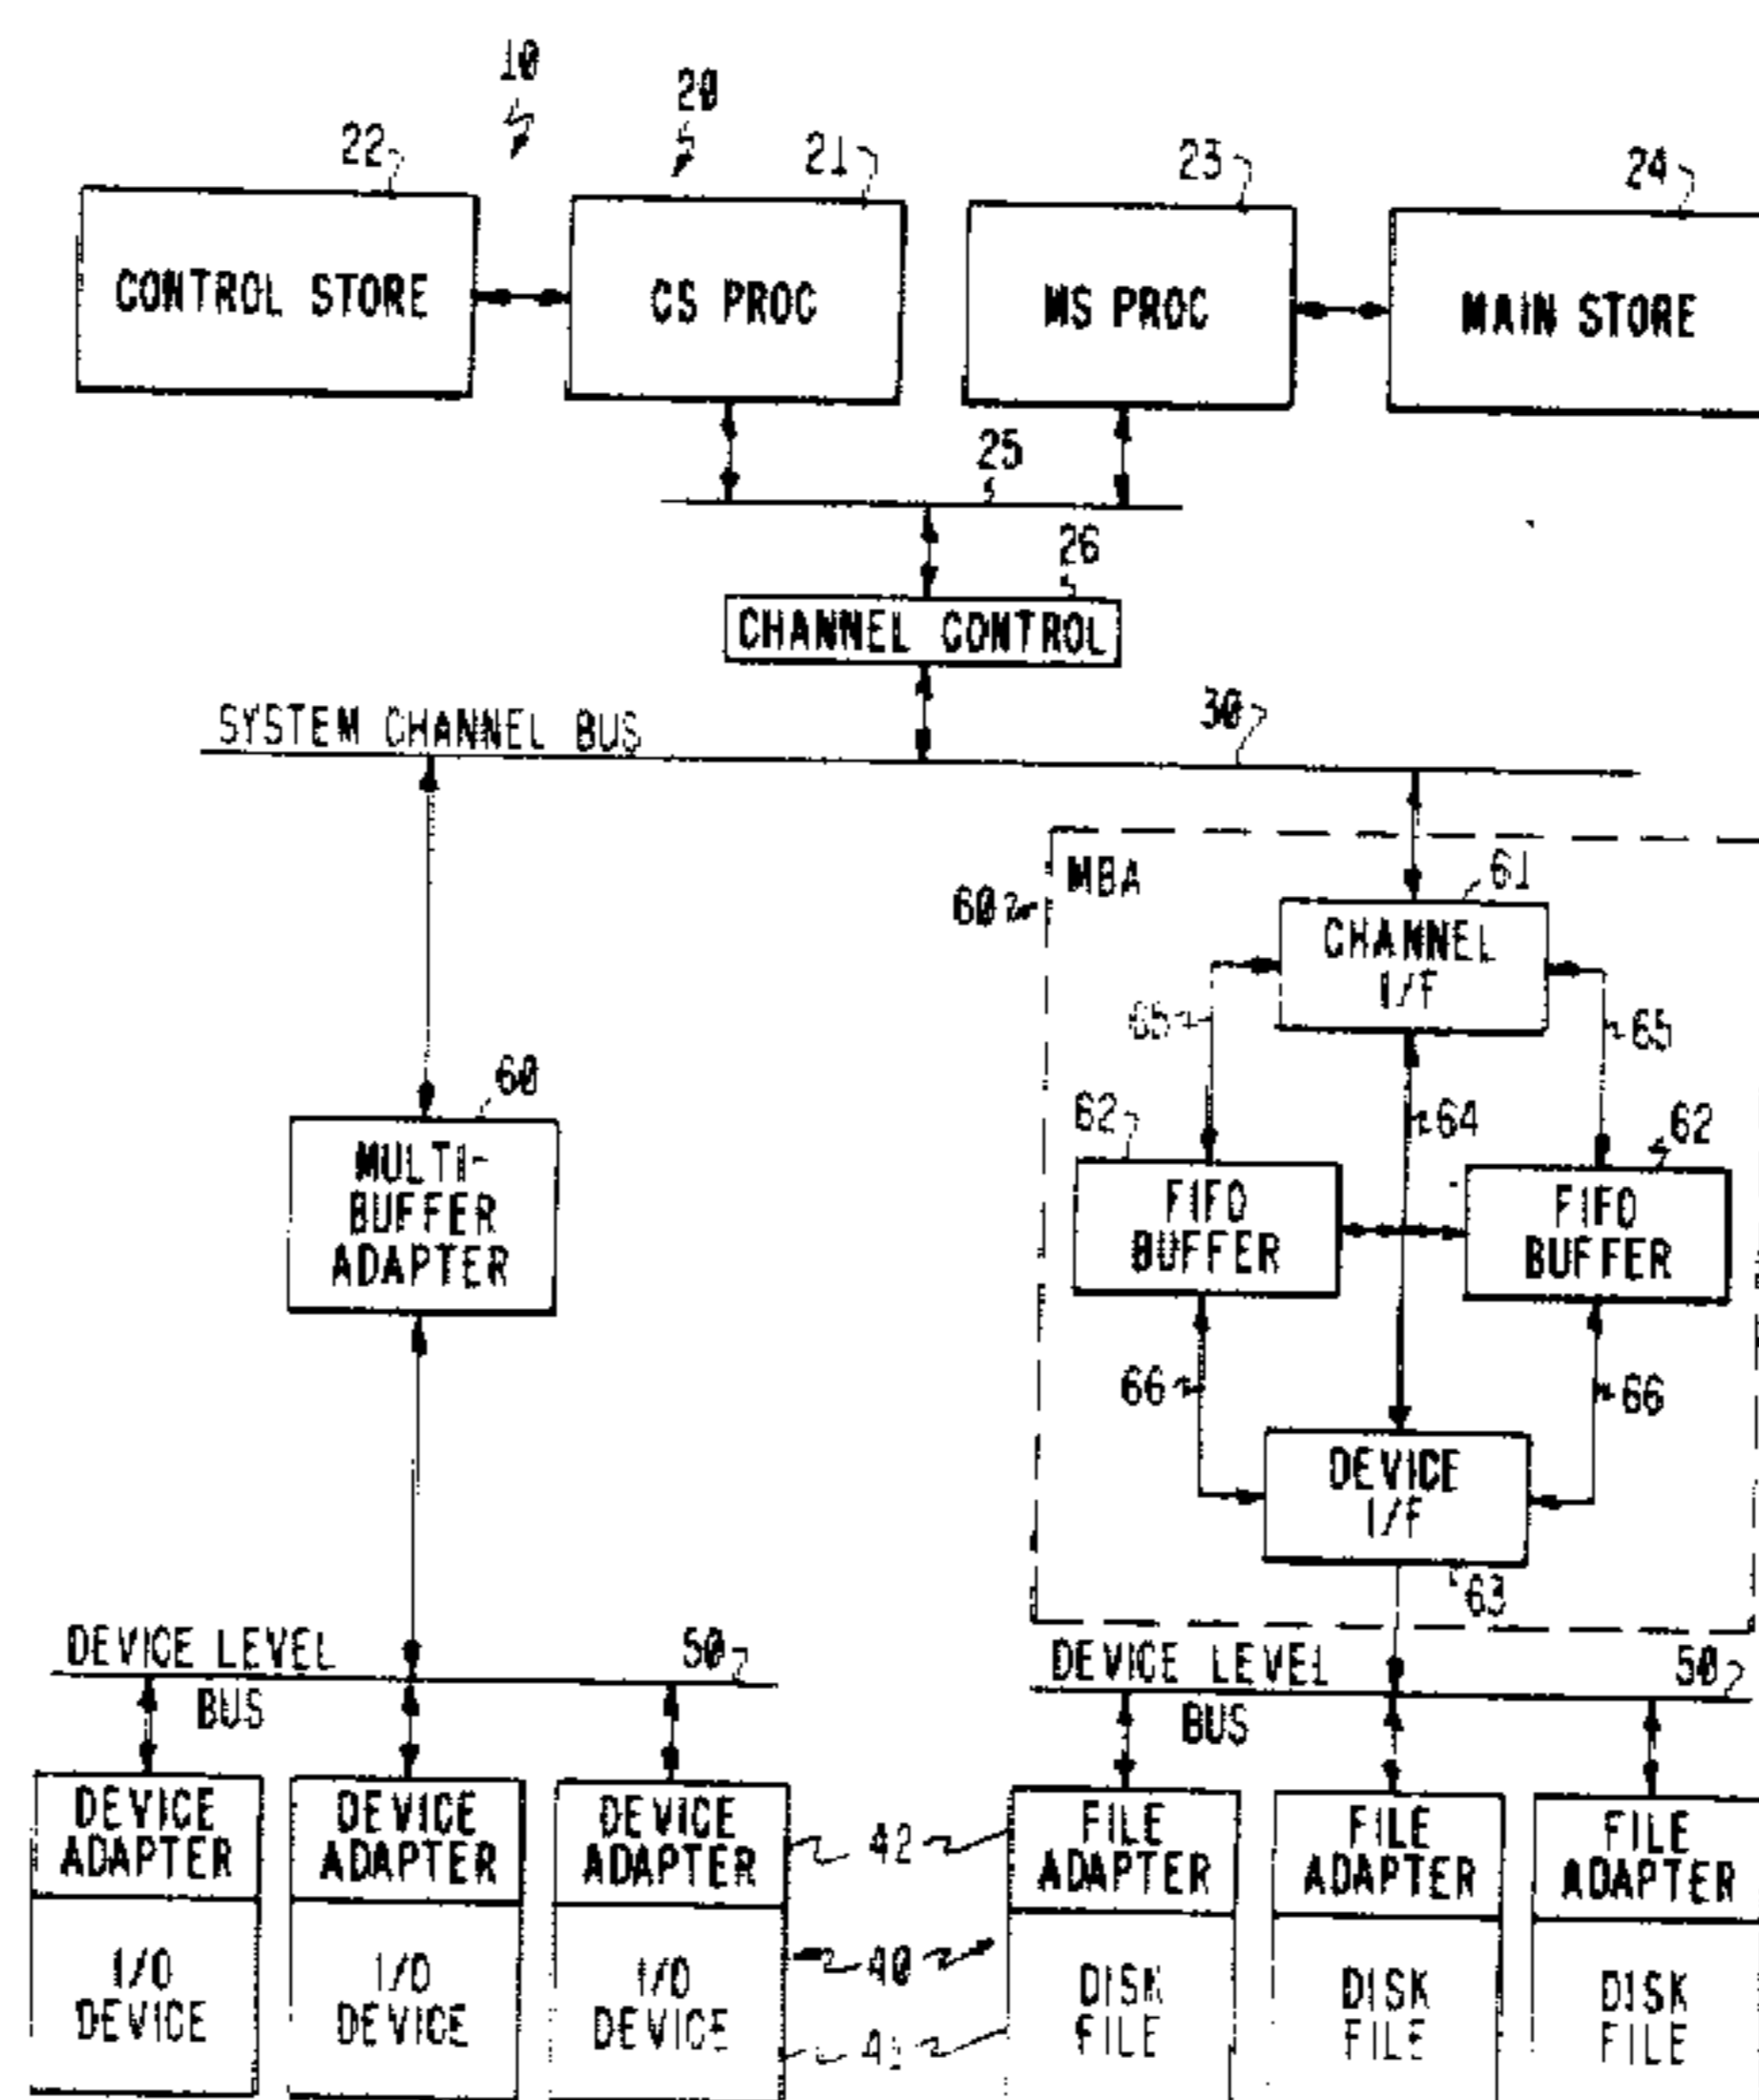 10
20
22
21
23
24
CONTROL STORE
CS PROC
MS PROC
MAIN STORE
25
26
CHANNEL CONTROL
SYSTEM CHANNEL BUS
30
MBA
60
61
CHANNEL
I/F
65
65
60
MULTI-
BUFFER
ADAPTER
62
64
62
FIFO
BUFFER
FIFO
BUFFER
66
66
DEVICE
I/F
63
DEVICE LEVEL
BUS
50
DEVICE LEVEL
BUS
50
DEVICE
ADAPTER
DEVICE
ADAPTER
DEVICE
ADAPTER
42
FILE
ADAPTER
FILE
ADAPTER
FILE
ADAPTER
I/O
DEVICE
I/O
DEVICE
I/O
DEVICE
40
DISK
FILE
DISK
FILE
DISK
FILE